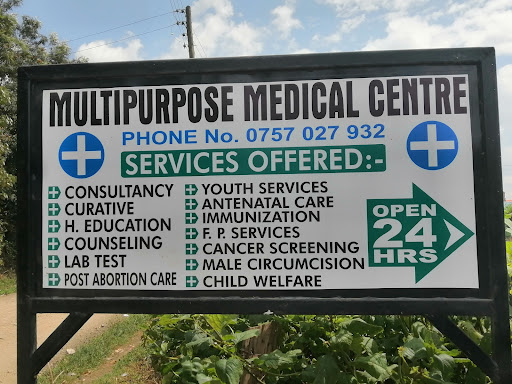 MULTIPURPOSE MEDICAL CENTRE
PHONE No. 0757 027 932
SERVICES OFFERED:-
CONSULTANCY
CURATIVE
H. EDUCATION
COUNSELING
LAB TEST
POST ABORTION CARE
YOUTH SERVICES
ANTENATAL CARE
IMMUNIZATION
F. P. SERVICES
CANCER SCREENING
MALE CIRCUMCISION
CHILD WELFARE
OPEN
24
HRS